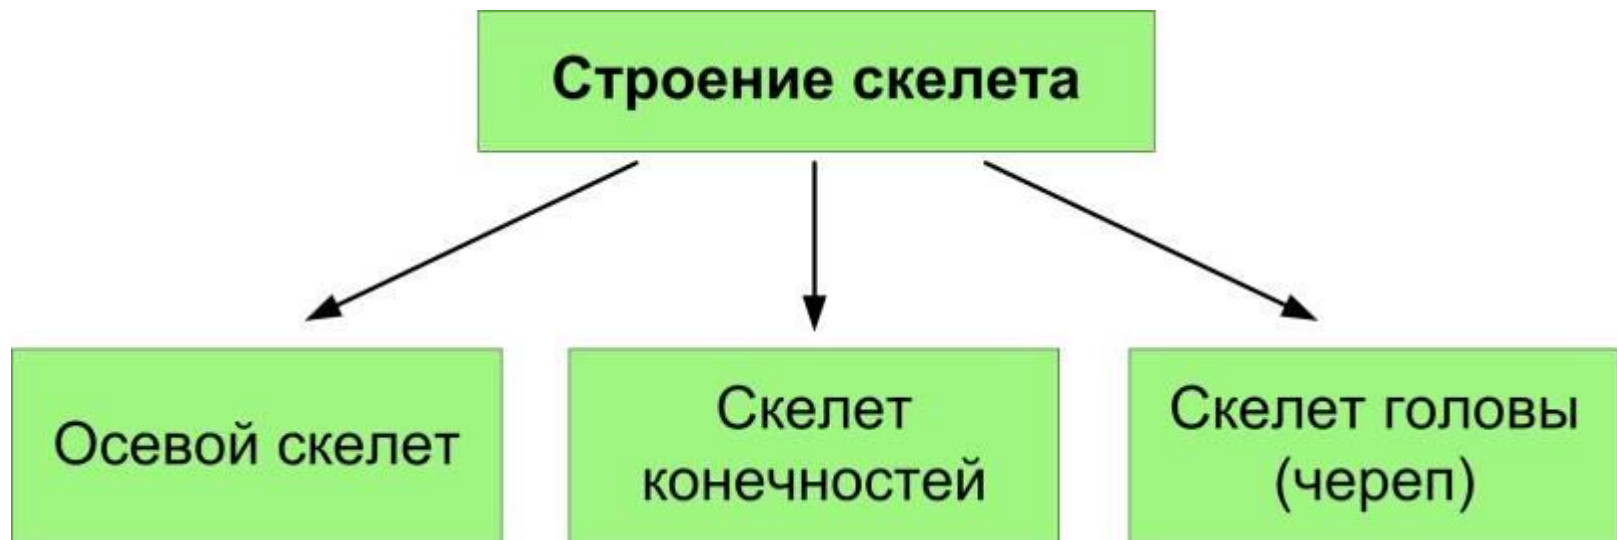 Строение скелета
Осевой скелет
Скелет
конечностей
Скелет головы
(череп)